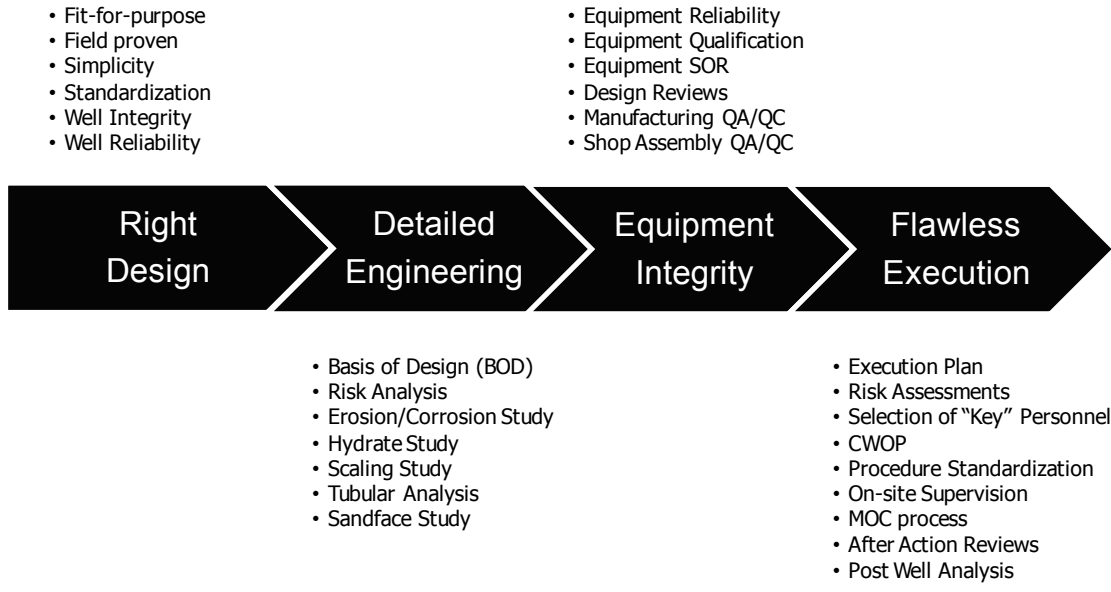 • Fit-for-purpose
• Field proven
• Simplicity
• Standardization
• Well Integrity
• Well Reliability
• Equipment Reliability
• Equipment Qualification
• Equipment SOR
• Design Reviews
• Manufacturing QA/QC
• Shop Assembly QA/QC
Right
Design
Detailed
Engineering
Equipment
Integrity
Flawless
Execution
• Basis of Design (BOD)
• Risk Analysis
• Erosion/Corrosion Study
• Hydrate Study
• Scaling Study
• Tubular Analysis
• Sandface Study
• Execution Plan
• Risk Assessments
• Selection of “Key” Personnel
• CWOP
• Procedure Standardization
• On-site Supervision
• MOC process
• After Action Reviews
• Post Well Analysis